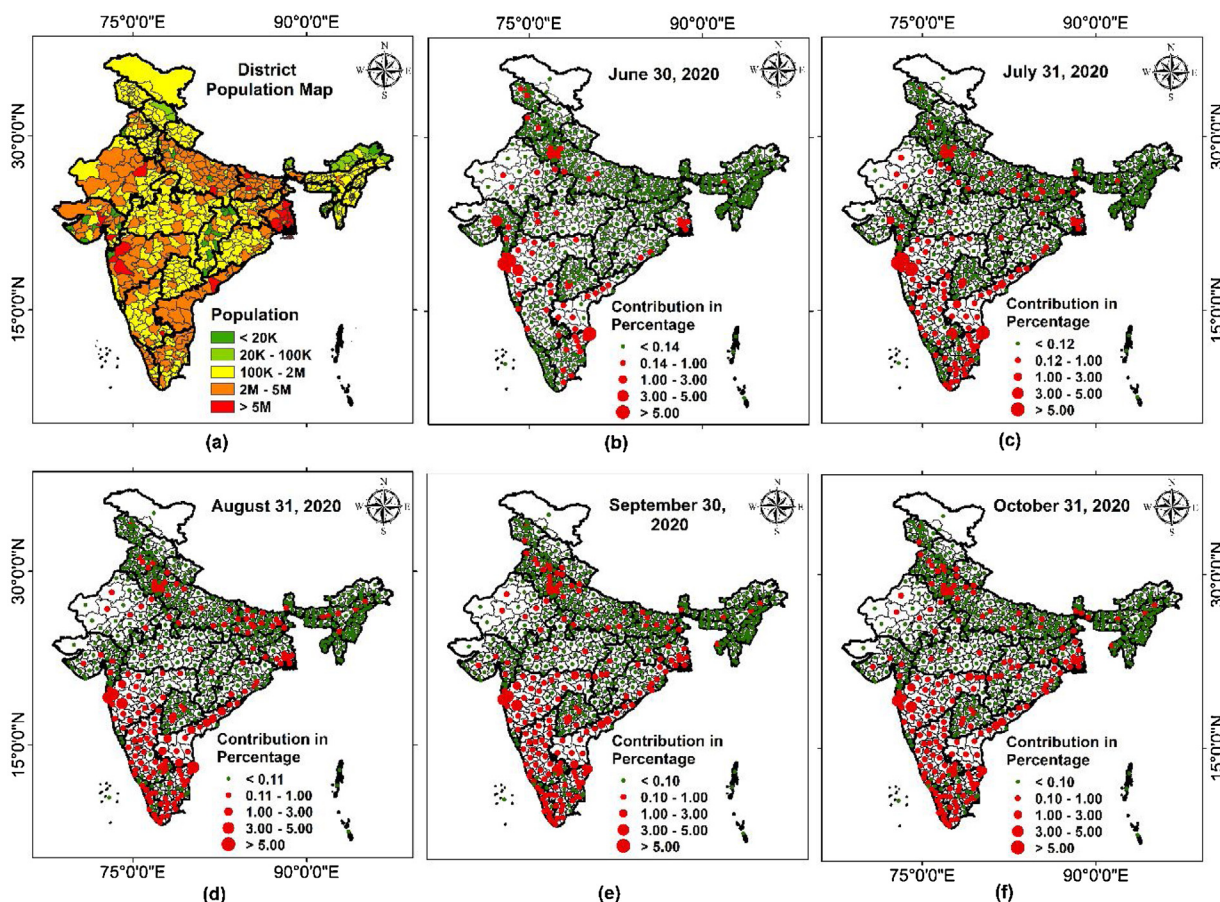 75°0'0"E 90°0'0"E 75°0'0"E 90°0'0"E
District
Population Map
N
W E
S
June 30, 2020
N
W E
S
July 31, 2020
N
W E
S
30°0'0"N
15°0'0"N
30°0'0"N
15°0'0"N
Population
< 20K
20K - 100K
100K - 2M
2M - 5M
> 5M
Contribution in
Percentage
< 0.14
0.14 - 1.00
1.00 - 3.00
3.00 - 5.00
> 5.00
Contribution in
Percentage
< 0.12
0.12 - 1.00
1.00 - 3.00
3.00 - 5.00
> 5.00
75°0'0"E 90°0'0"E
(a) (b) (c)
August 31, 2020
N
W E
S
September 30,
2020
N
W E
S
October 31, 2020
N
W E
S
30°0'0"N
15°0'0"N
30°0'0"N
15°0'0"N
Contribution in
Percentage
< 0.11
0.11 - 1.00
1.00 - 3.00
3.00 - 5.00
> 5.00
Contribution in
Percentage
< 0.10
0.10 - 1.00
1.00 - 3.00
3.00 - 5.00
> 5.00
Contribution in
Percentage
< 0.10
0.10 - 1.00
1.00 - 3.00
3.00 - 5.00
> 5.00
75°0'0"E 90°0'0"E 75°0'0"E 90°0'0"E
(d) (e) (f)